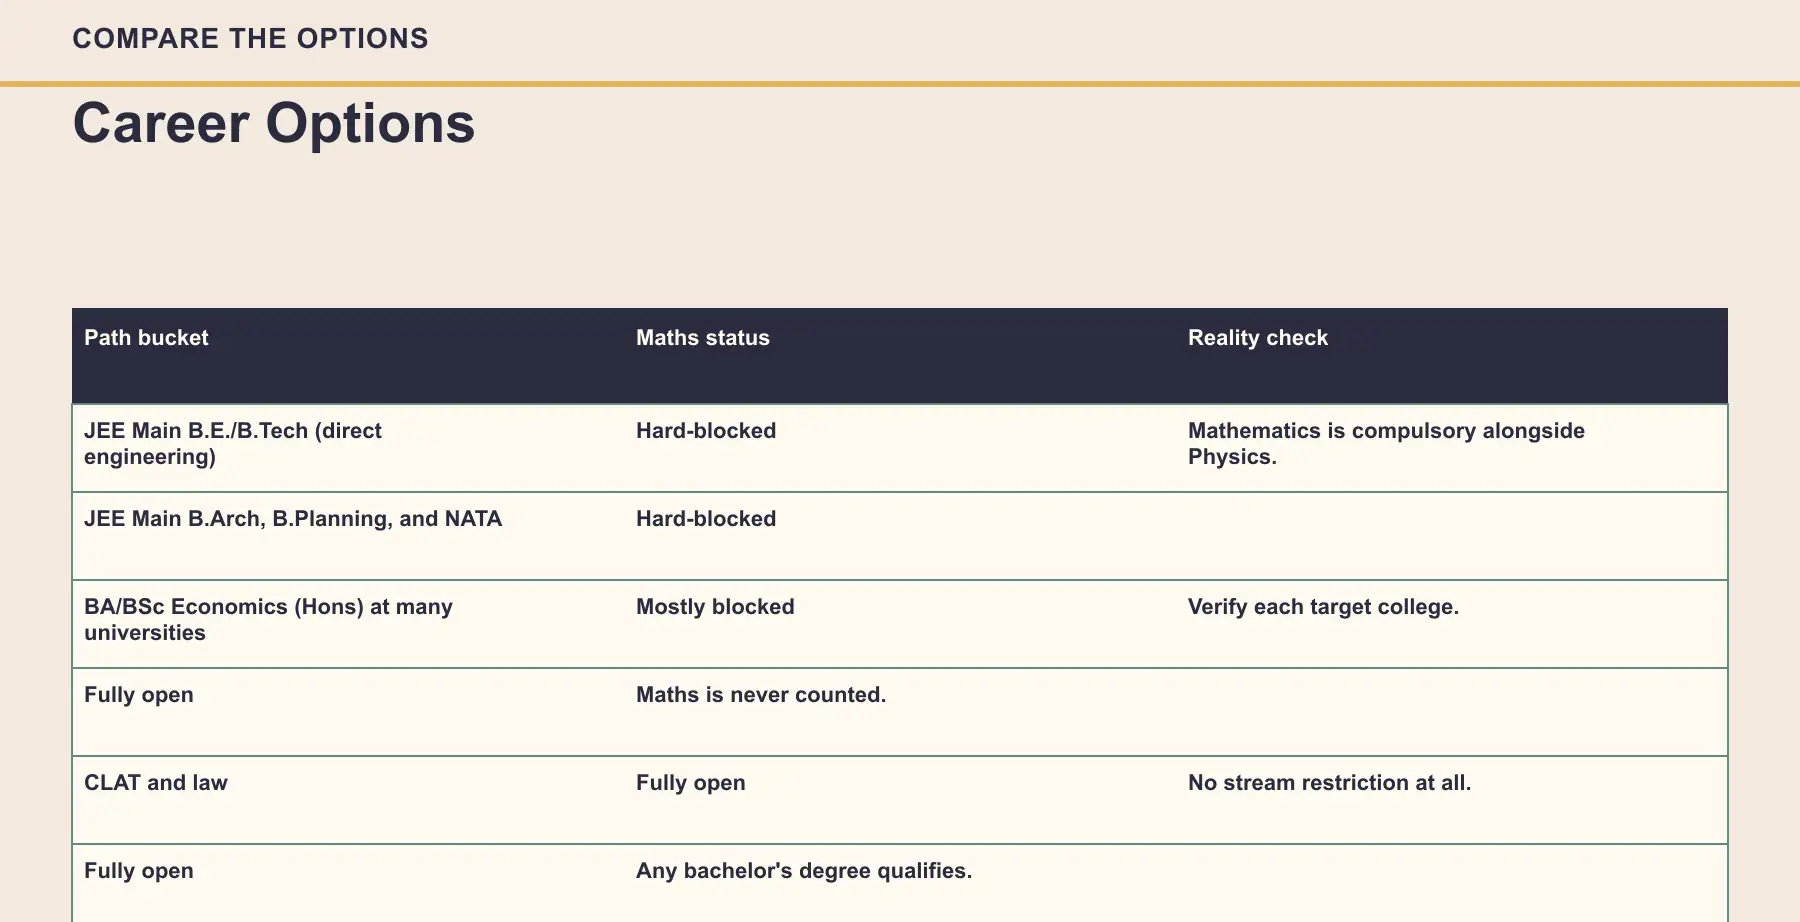 COMPARE THE OPTIONS
Career Options
Path bucket
Maths status
Reality check
JEE Main B.E./B.Tech (direct
engineering)
Hard-blocked
Mathematics is compulsory alongside
Physics.
JEE Main B.Arch, B.Planning, and NATA
Hard-blocked
BA/BSc Economics (Hons) at many
universities
Mostly blocked
Verify each target college.
Fully open
Maths is never counted.
CLAT and law
Fully open
No stream restriction at all.
Fully open
Any bachelor's degree qualifies.